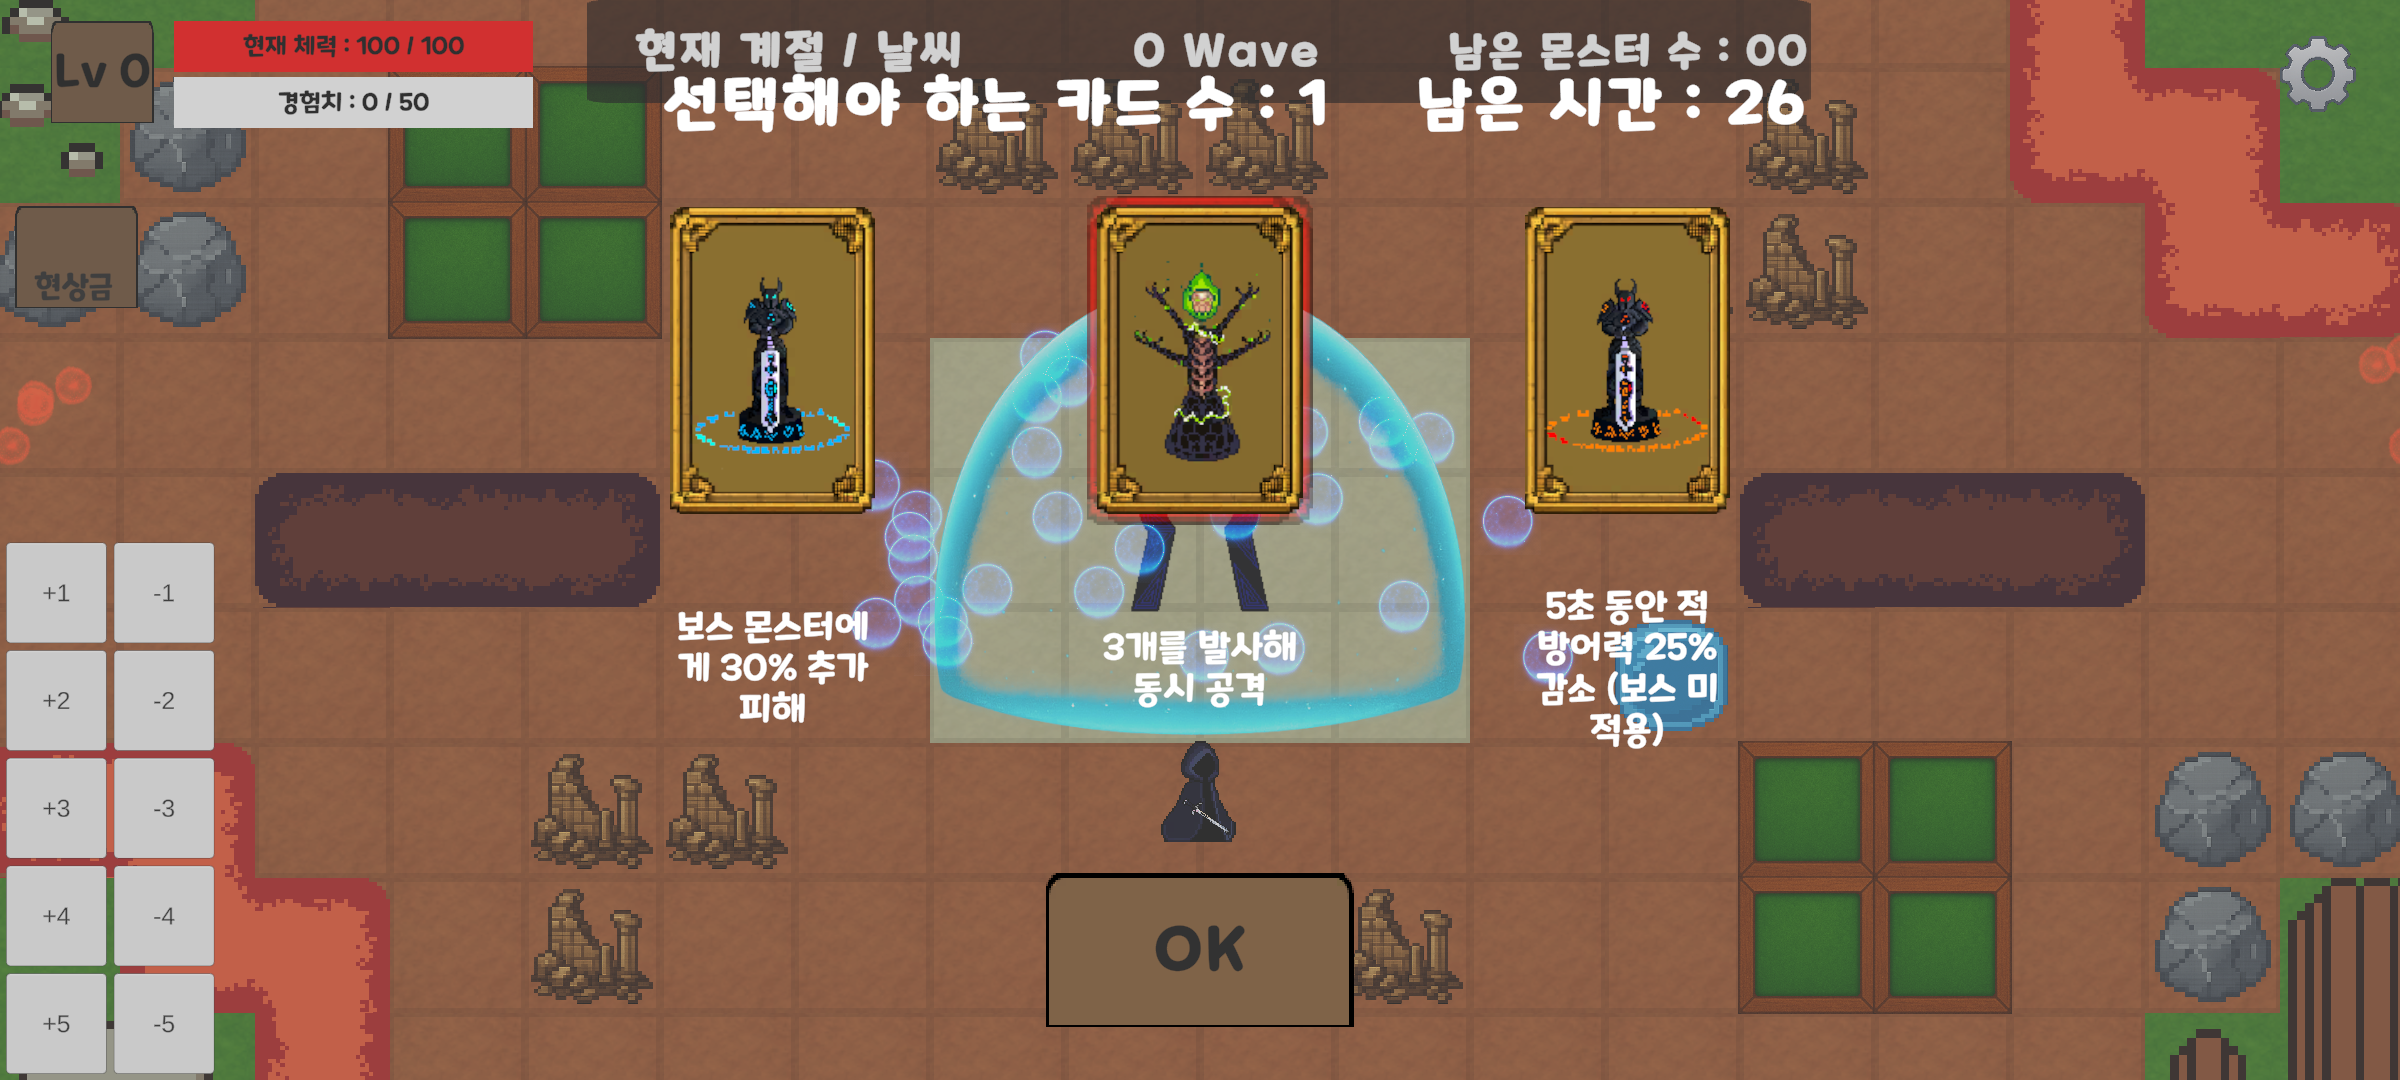 Lv 0
현재 체력 : 100 / 100
경험치 : 0 / 50
현재 계절 / 날씨
0 Wave
남은 몬스터 수 : 00
선택해야 하는 카드 수 : 1
남은 시간 : 26
현상금
보스 몬스터에
게 30% 추가
피해
3개를 발사해
동시 공격
5초 동안 적
방어력 25%
감소 (보스 미
적용)
+1
-1
+2
-2
+3
-3
+4
-4
+5
-5
OK